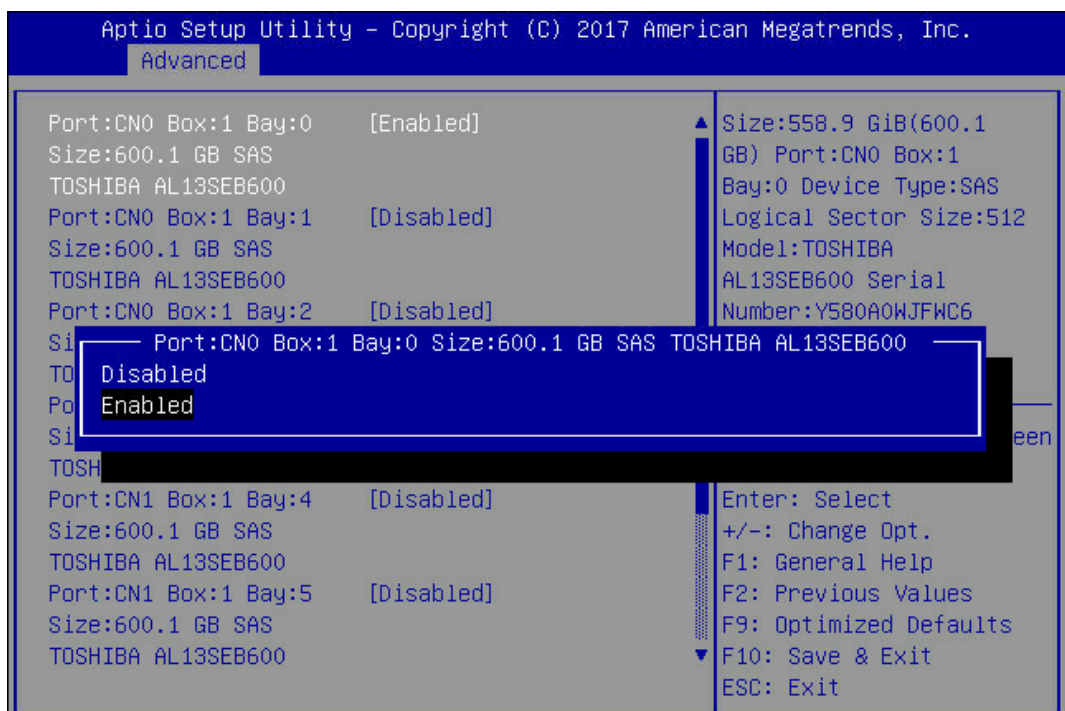 Aptio Setup Utility – Copyright (C) 2017 American Megatrends, Inc.
Advanced
Port:CN0 Box:1 Bay:0 [Enabled]
Size:600.1 GB SAS
TOSHIBA AL13SEB600
Port:CN0 Box:1 Bay:1 [Disabled]
Size:600.1 GB SAS
TOSHIBA AL13SEB600
Port:CN0 Box:1 Bay:2 [Disabled]
Si
TO
Po
Si
TOSH
Port:CN1 Box:1 Bay:4 [Disabled]
Size:600.1 GB SAS
TOSHIBA AL13SEB600
Port:CN1 Box:1 Bay:5 [Disabled]
Size:600.1 GB SAS
TOSHIBA AL13SEB600
Port:CN0 Box:1 Bay:0 Size:600.1 GB SAS TOSHIBA AL13SEB600
Disabled
Enabled
Size:558.9 GiB(600.1
GB) Port:CN0 Box:1
Bay:0 Device Type:SAS
Logical Sector Size:512
Model:TOSHIBA
AL13SEB600 Serial
Number:Y580A0WJFWC6
een
Enter: Select
+/-: Change Opt.
F1: General Help
F2: Previous Values
F9: Optimized Defaults
F10: Save & Exit
ESC: Exit